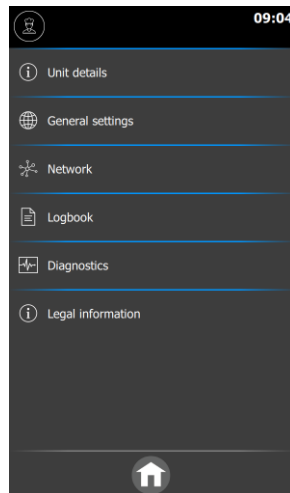 09:04
Unit details
General settings
Network
Logbook
Diagnostics
Legal information